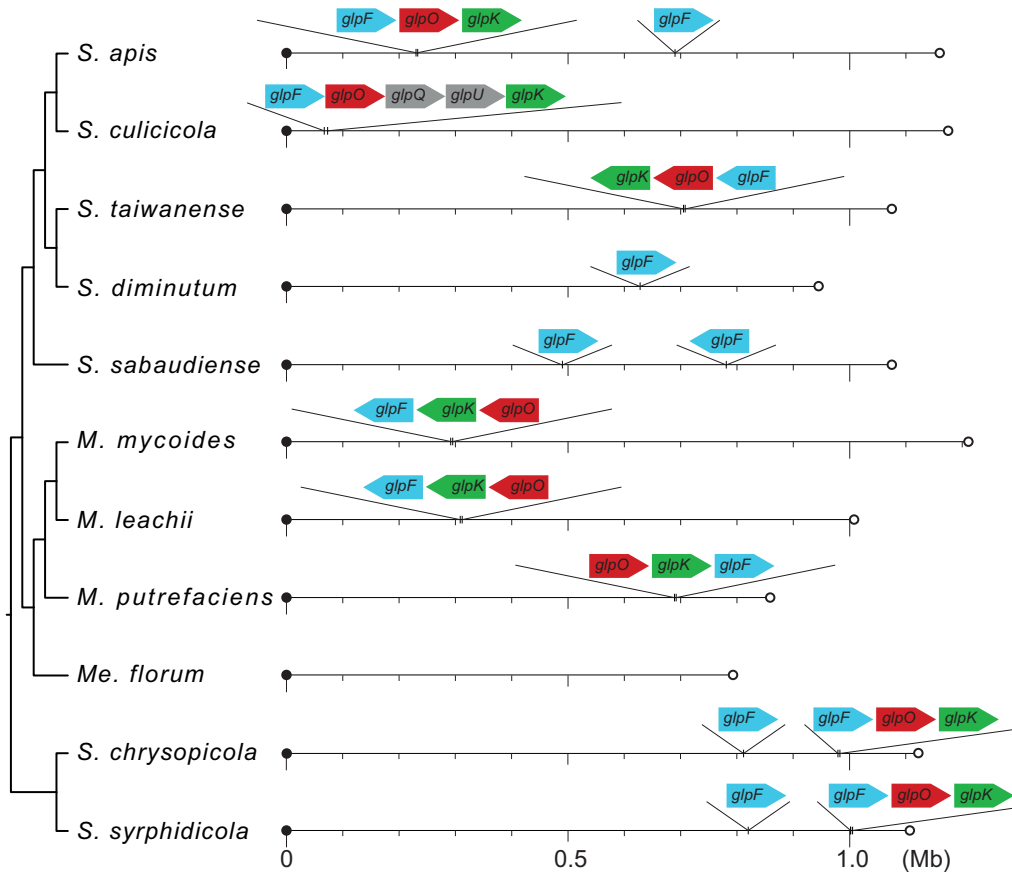 glpF glpO glpK glpF
S. apis
glpF glpO glpQ glpU glpK
S. culicicola
glpK glpO glpF
S. taiwanense
glpF
S. diminutum
glpF glpF
S. sabaudiense
glpF glpK glpO
M. mycoides
glpF glpK glpO
M. leachii
glpO glpK glpF
M. putrefaciens
Me. florum
glpF glpF glpO glpK
S. chrysopicola
glpF glpF glpO glpK
S. syrphidicola
0 0.5 1.0 (Mb)